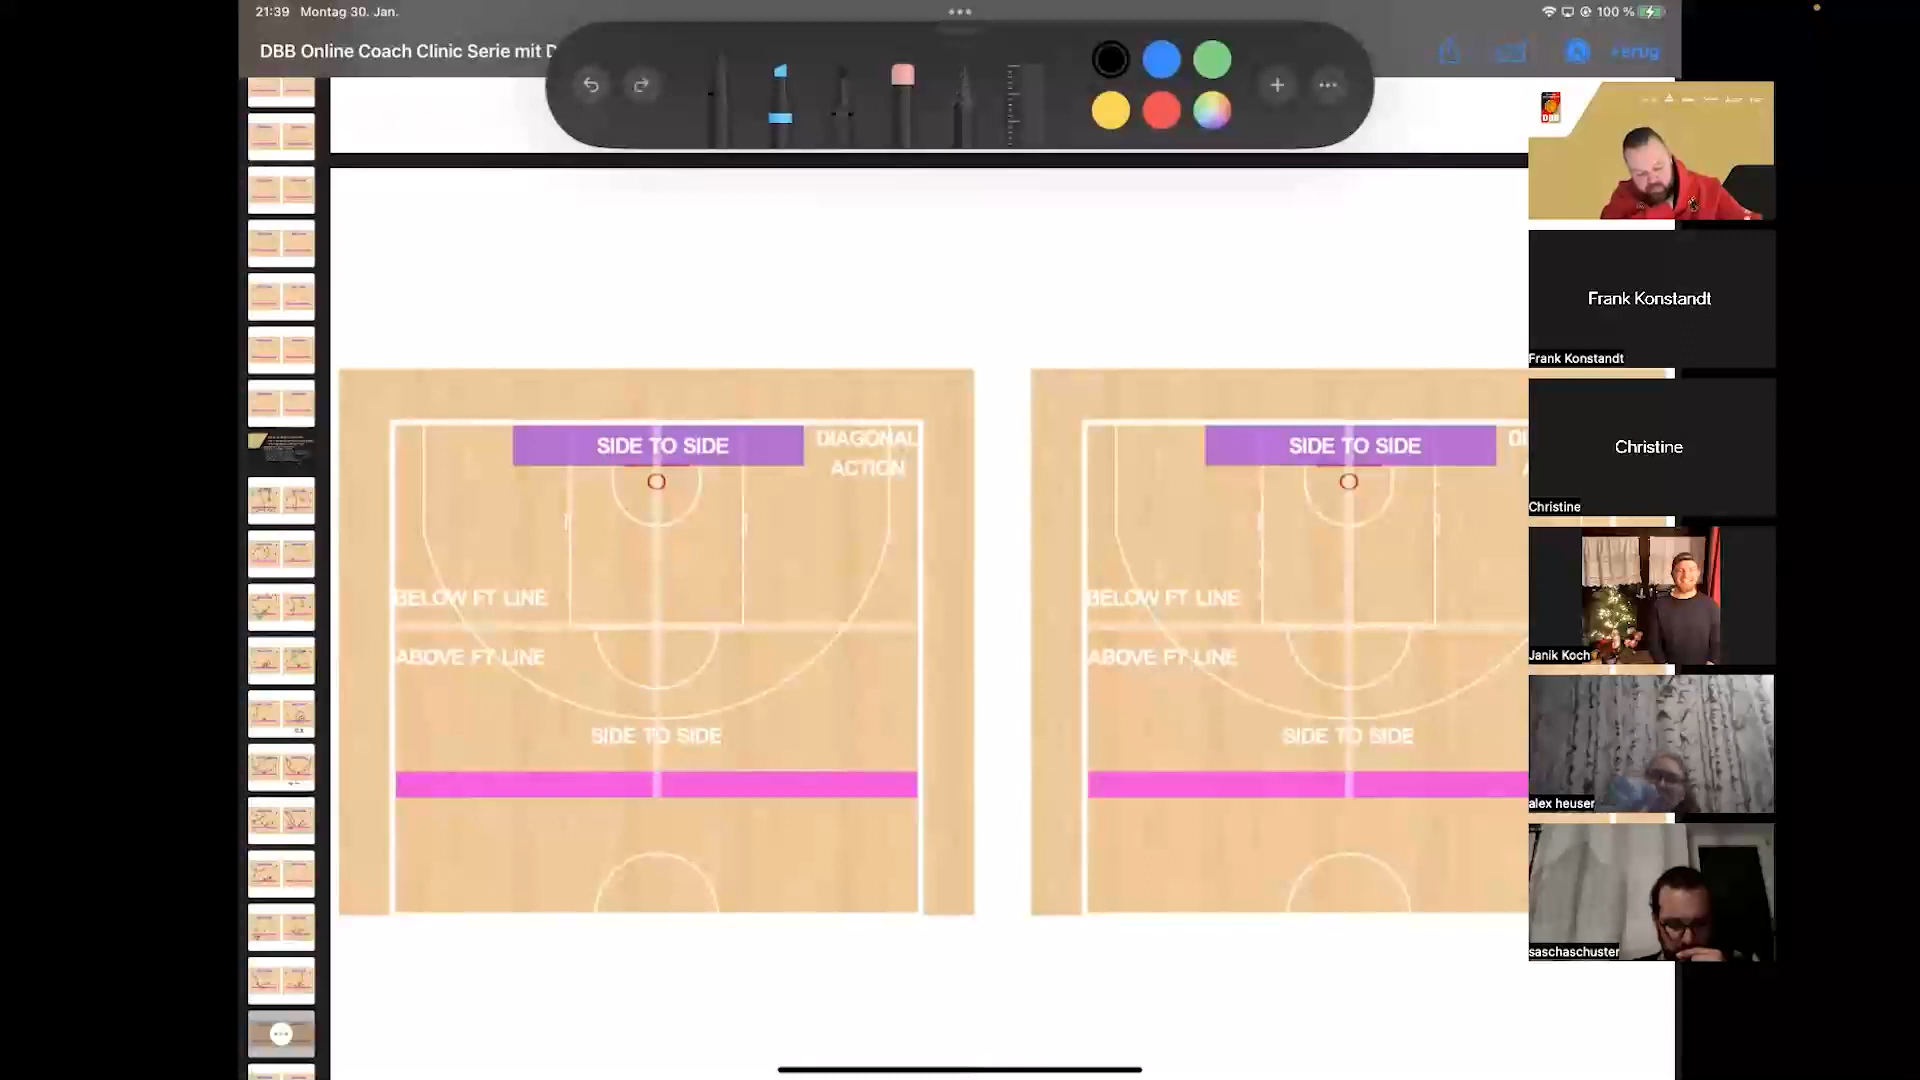 21:39 Montag 30. Jan.
100 %
DBB Online Coach Clinic Serie mit D
DBB
Frank Konstandt
Frank Konstandt
Christine
Christine
Janik Koch
alex heuser
saschaschuster
SIDE TO SIDE
DIAGONAL
ACTION
BELOW FT LINE
ABOVE FT LINE
SIDE TO SIDE
SIDE TO SIDE
BELOW FT LINE
ABOVE FT LINE
SIDE TO SIDE